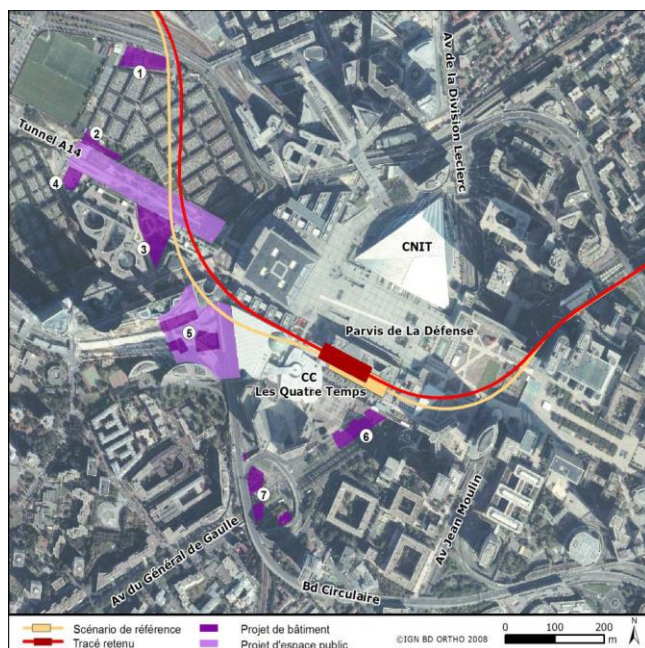 1
Av de la Division Leclerc
2
Tunnel A14
4
3
CNIT
5
Parvis de La Défense
CC
Les Quatre Temps
6
7
Av du Général de Gaulle
Av Jean Moulin
Bd Circulaire
Scénario de référence
Tracé retenu
Projet de bâtiment
Projet d'espace public
©IGN BD ORTHO 2008
0 100 200
m
N